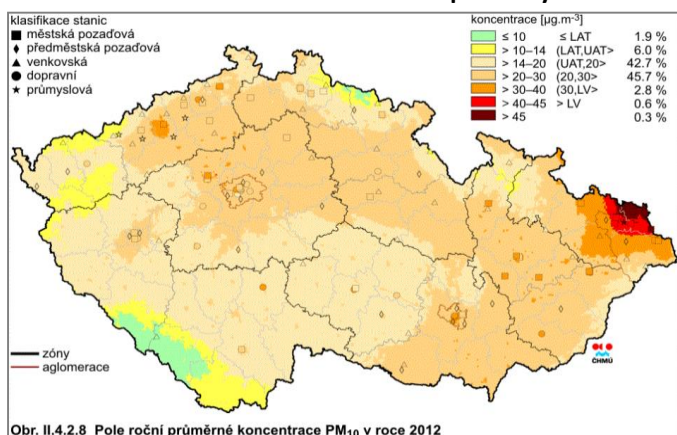 klasifikace stanic
městská pozaďová
předměstská pozaďová
venkovská
dopravní
průmyslová
koncentrace [µg.m⁻³]
≤ 10 ≤ LAT 1.9 %
> 10–14 (LAT,UAT> 6.0 %
> 14–20 (UAT,20> 42.7 %
> 20–30 (20,30> 45.7 %
> 30–40 (30,LV> 2.8 %
> 40–45 > LV 0.6 %
> 45 0.3 %
zóny
aglomerace
ČHMÚ
Obr. II.4.2.8 Pole roční průměrné koncentrace PM₁₀ v roce 2012